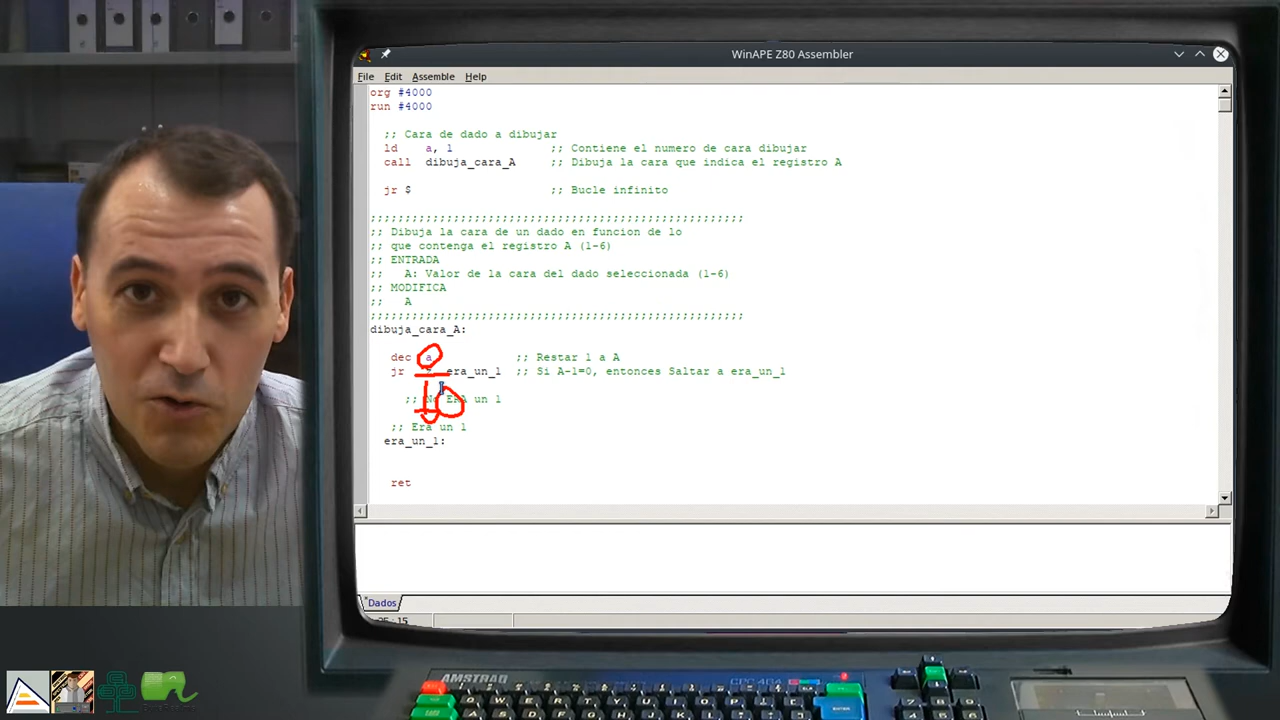 WinAPE Z80 Assembler
File Edit Assemble Help
org #4000
run #4000
;; Cara de dado a dibujar
ld a, 1 ;; Contiene el numero de cara dibujar
call dibuja_cara_A ;; Dibuja la cara que indica el registro A
jr $ ;; Bucle infinito
;;;;;;;;;;;;;;;;;;;;;;;;;;;;;;;;;;;;;;;;;;;;;;;;;;;;;;
;; Dibuja la cara de un dado en funcion de lo
;; que contenga el registro A (1-6)
;; ENTRADA
;; A: Valor de la cara del dado seleccionada (1-6)
;; MODIFICA
;; A
;;;;;;;;;;;;;;;;;;;;;;;;;;;;;;;;;;;;;;;;;;;;;;;;;;;;;;
dibuja_cara_A:
dec a ;; Restar 1 a A
jr era_un_1 ;; Si A-1=0, entonces Saltar a era_un_1
;; No ERA un 1
;; Era un 1
era_un_1:
ret
Dados
AMSTRAD